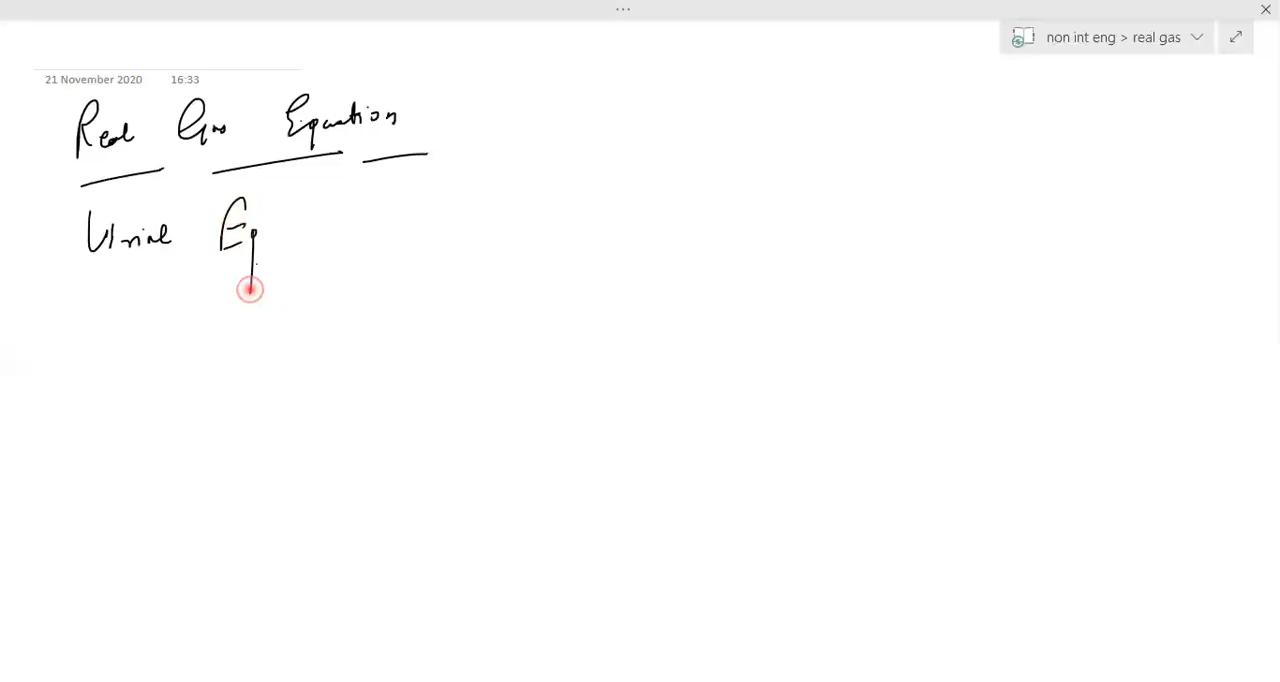 ...
non int eng > real gas
21 November 2020 16:33
Real Gas Equation
Virial Eq